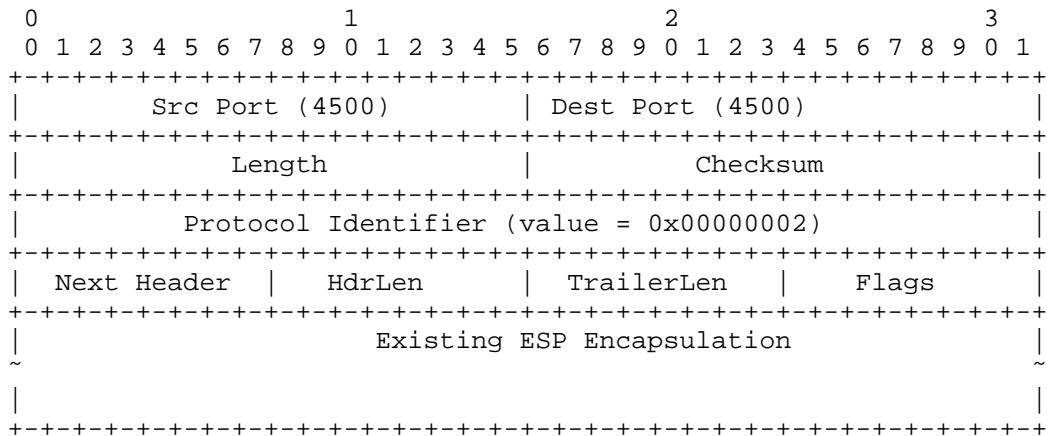 0                   1                   2                   3
 0 1 2 3 4 5 6 7 8 9 0 1 2 3 4 5 6 7 8 9 0 1 2 3 4 5 6 7 8 9 0 1
+-+-+-+-+-+-+-+-+-+-+-+-+-+-+-+-+-+-+-+-+-+-+-+-+-+-+-+-+-+-+-+-+
|        Src Port (4500)        | Dest Port (4500)              |
+-+-+-+-+-+-+-+-+-+-+-+-+-+-+-+-+-+-+-+-+-+-+-+-+-+-+-+-+-+-+-+-+
|             Length            |          Checksum             |
+-+-+-+-+-+-+-+-+-+-+-+-+-+-+-+-+-+-+-+-+-+-+-+-+-+-+-+-+-+-+-+-+
|          Protocol Identifier (value = 0x00000002)             |
+-+-+-+-+-+-+-+-+-+-+-+-+-+-+-+-+-+-+-+-+-+-+-+-+-+-+-+-+-+-+-+-+
|  Next Header  |   HdrLen      |  TrailerLen   |    Flags      |
+-+-+-+-+-+-+-+-+-+-+-+-+-+-+-+-+-+-+-+-+-+-+-+-+-+-+-+-+-+-+-+-+
|                      Existing ESP Encapsulation               |
~                                                               ~
|                                                               |
+-+-+-+-+-+-+-+-+-+-+-+-+-+-+-+-+-+-+-+-+-+-+-+-+-+-+-+-+-+-+-+-+